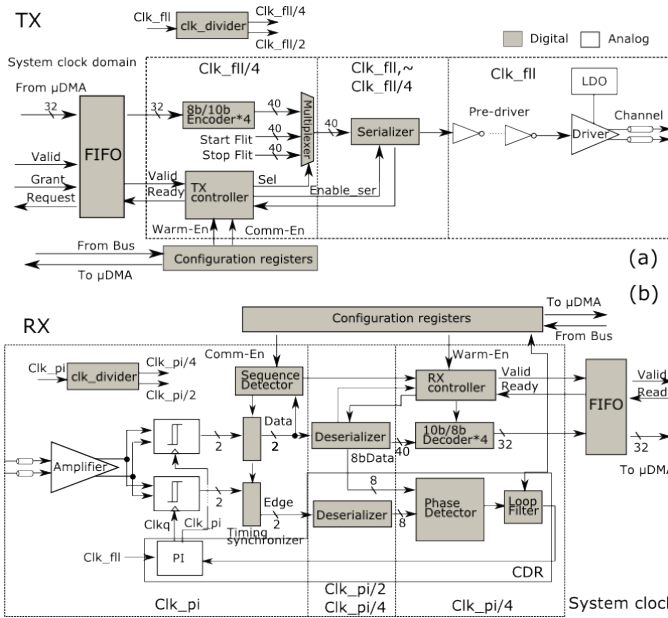 TX
Clk_fll
clk_divider
Clk_fll/4
Clk_fll/2
Digital
Analog
System clock domain
Clk_fll/4
Clk_fll,~
Clk_fll/4
Clk_fll
From µDMA
32
FIFO
32
8b/10b
Encoder*4
40
Start Flit
40
Stop Flit
40
Multiplexer
40
Serializer
Pre-driver
LDO
Driver
Channel
Valid
Grant
Request
Valid
Ready
TX
controller
Sel
Enable_ser
Warm-En
Comm-En
From Bus
To µDMA
Configuration registers
(a)
(b)
RX
Configuration registers
To µDMA
From Bus
Clk_pi
clk_divider
Clk_pi/4
Clk_pi/2
Comm-En
Sequence
Detector
Warm-En
RX
controller
Valid
Ready
FIFO
Valid
Read
Amplifier
2
Data
2
Deserializer
40
10b/8b
Decoder*4
32
32
To µDMA
8bData
8
2
Edge
2
Deserializer
8
Phase
Detector
Loop
Filter
Clkq
Clk_pi
Timing
synchronizer
Clk_fll
PI
CDR
Clk_pi
Clk_pi/2
Clk_pi/4
Clk_pi/4
System clock